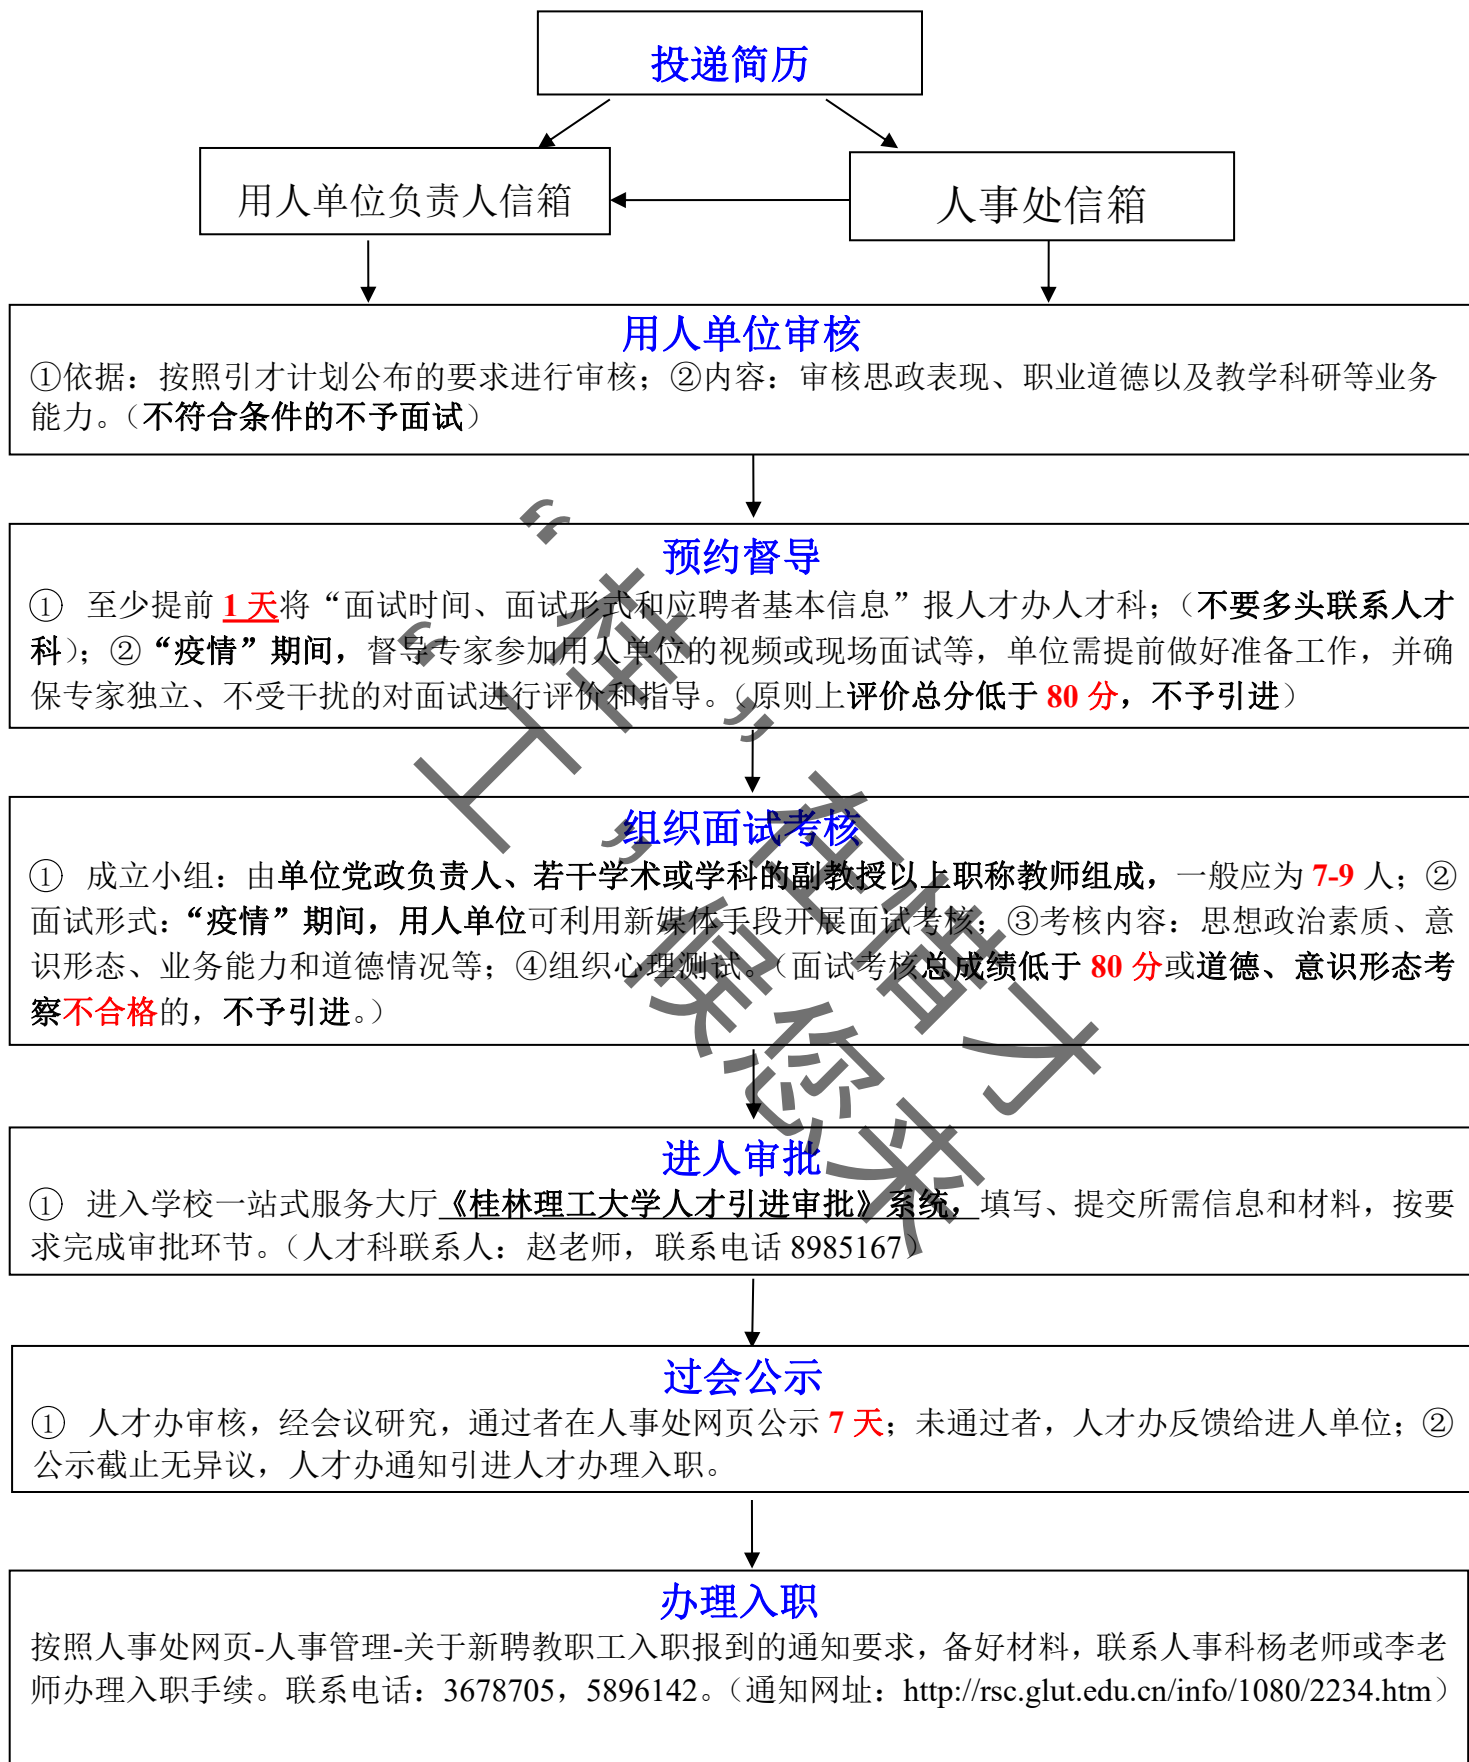 投递简历
用人单位负责人信箱
人事处信箱
用人单位审核
①依据：按照引才计划公布的要求进行审核；②内容：审核思政表现、职业道德以及教学科研等业务
能力。（不符合条件的不予面试）
预约督导
① 至少提前 1 天将“面试时间、面试形式和应聘者基本信息”报人才办人才科；（不要多头联系人才
科）；②“疫情”期间，督导专家参加用人单位的视频或现场面试等，单位需提前做好准备工作，并确
保专家独立、不受干扰的对面试进行评价和指导。（原则上评价总分低于 80 分，不予引进）
组织面试考核
① 成立小组：由单位党政负责人、若干学术或学科的副教授以上职称教师组成，一般应为 7-9 人；②
面试形式：“疫情”期间，用人单位可利用新媒体手段开展面试考核；③考核内容：思想政治素质、意
识形态、业务能力和道德情况等；④组织心理测试。（面试考核总成绩低于 80 分或道德、意识形态考
察不合格的，不予引进。）
进人审批
① 进入学校一站式服务大厅《桂林理工大学人才引进审批》系统，填写、提交所需信息和材料，按要
求完成审批环节。（人才科联系人：赵老师，联系电话 8985167）
过会公示
① 人才办审核，经会议研究，通过者在人事处网页公示 7 天；未通过者，人才办反馈给进人单位；②
公示截止无异议，人才办通知引进人才办理入职。
办理入职
按照人事处网页-人事管理-关于新聘教职工入职报到的通知要求，备好材料，联系人事科杨老师或李老
师办理入职手续。联系电话：3678705，5896142。（通知网址：http://rsc.glut.edu.cn/info/1080/2234.htm）
“桂”在惜才
“工”候您来